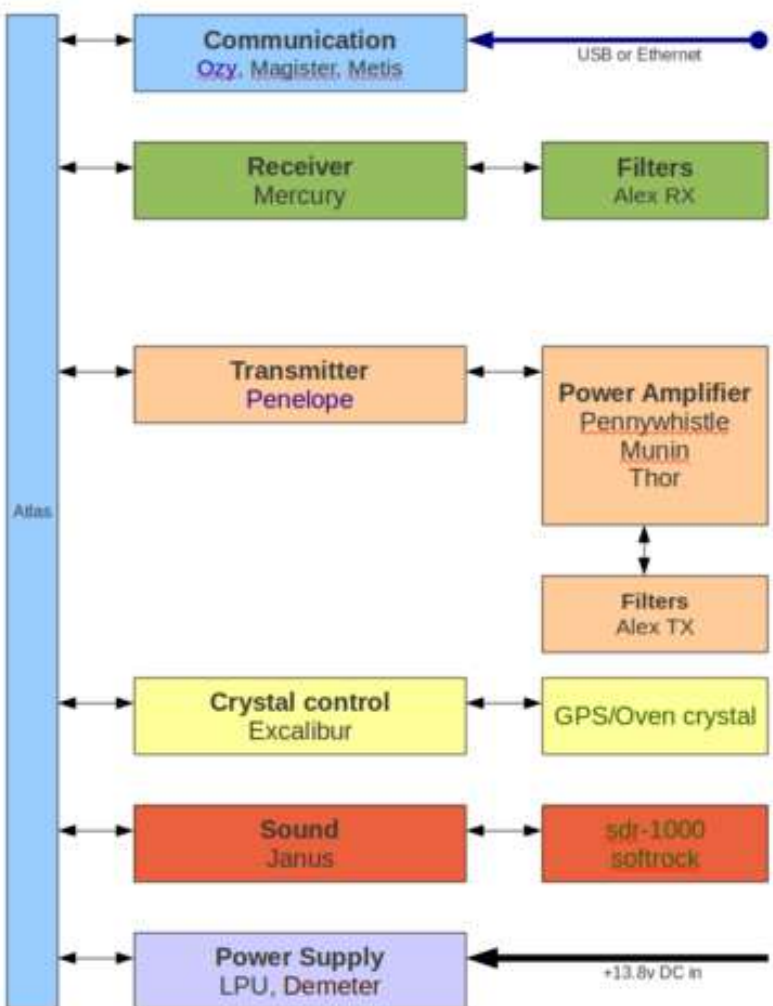 Communication
Ozy, Magister, Metis
USB or Ethernet
Receiver
Mercury
Filters
Alex RX
Transmitter
Penelope
Power Amplifier
Pennywhistle
Munin
Thor
Atlas
Filters
Alex TX
Crystal control
Excalibur
GPS/Oven crystal
Sound
Janus
sdr-1000
softrock
Power Supply
LPU, Demeter
+13.8v DC in